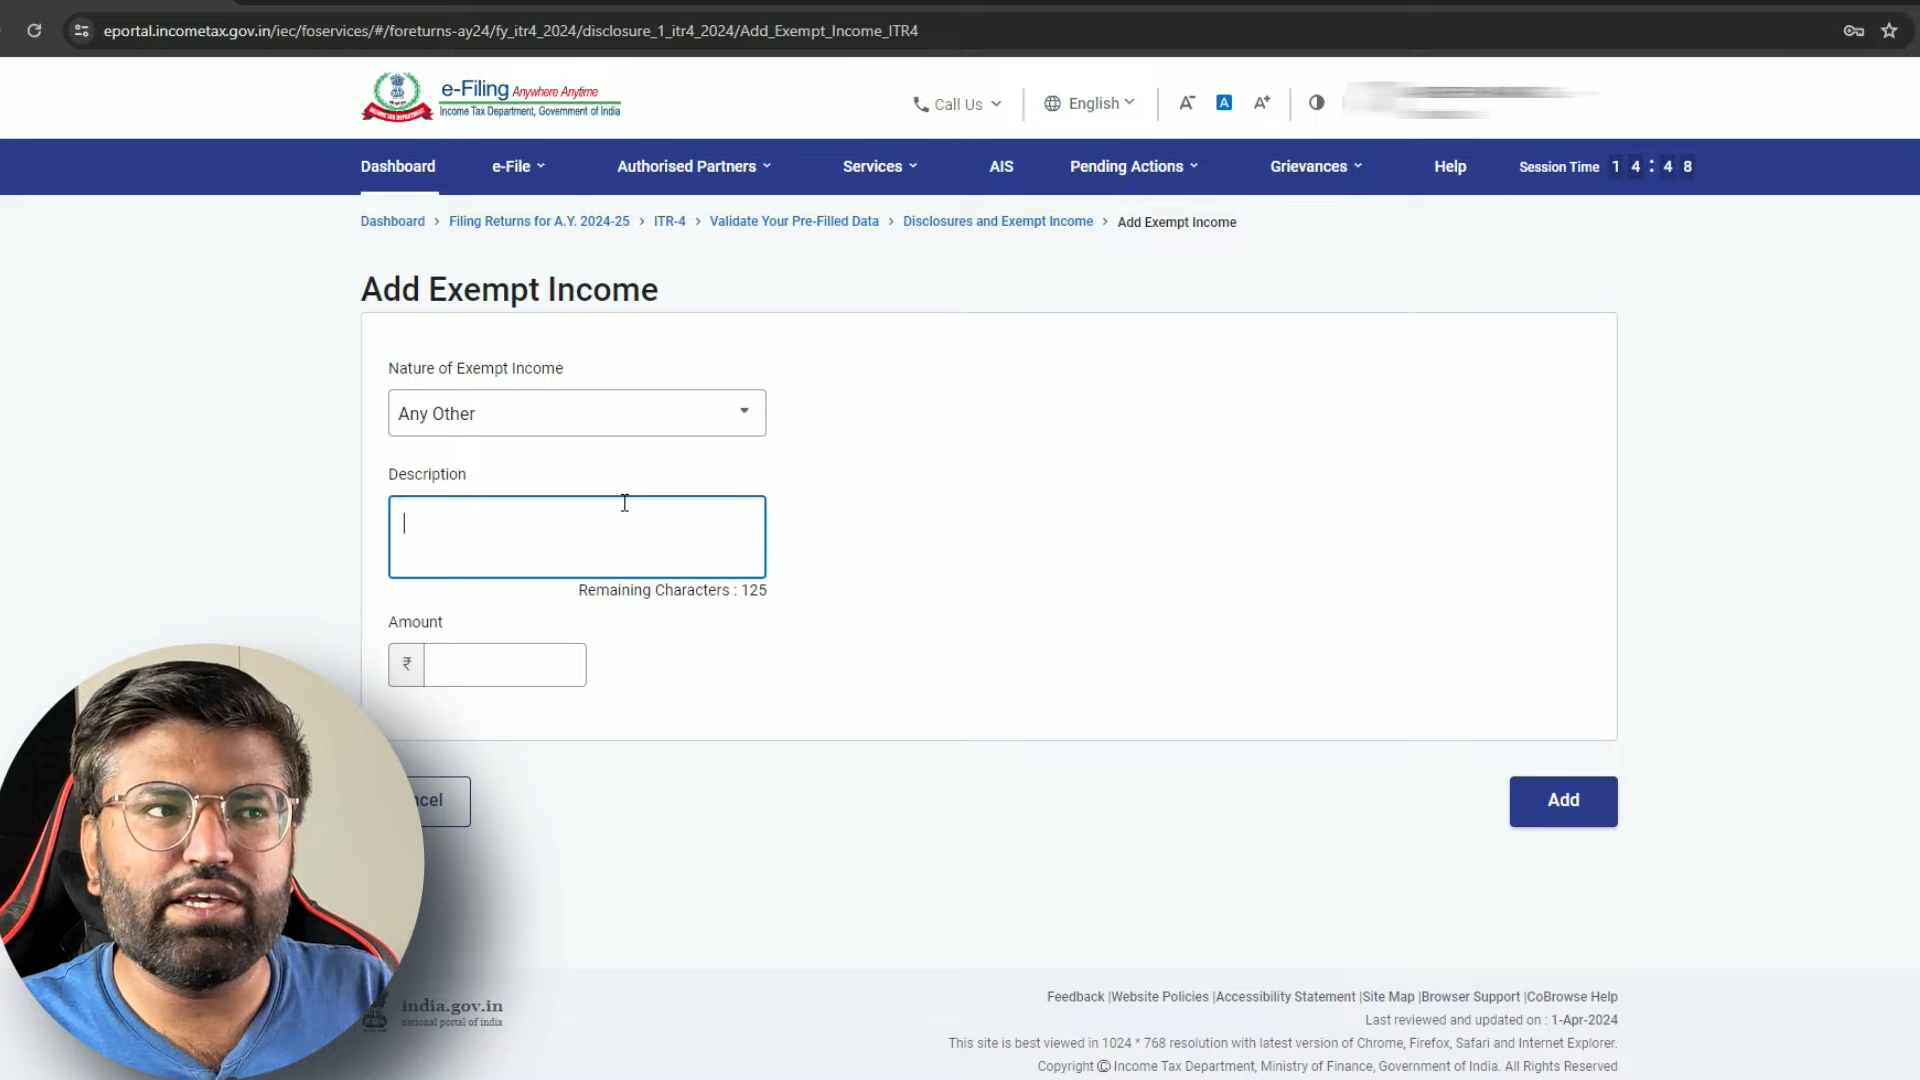 eportal.incometax.gov.in/iec/foservices/#/foreturns-ay24/fy_itr4_2024/disclosure_1_itr4_2024/Add_Exempt_Income_ITR4
e-Filing Anywhere Anytime
Income Tax Department, Government of India
Call Us
English
A-
A
A+
Dashboard
e-File
Authorised Partners
Services
AIS
Pending Actions
Grievances
Help
Session Time 1 4 : 4 8
Dashboard > Filing Returns for A.Y. 2024-25 > ITR-4 > Validate Your Pre-Filled Data > Disclosures and Exempt Income > Add Exempt Income
Add Exempt Income
Nature of Exempt Income
Any Other
Description
Remaining Characters : 125
Amount
₹
ncel
Add
india.gov.in
national portal of india
Feedback |Website Policies |Accessibility Statement |Site Map |Browser Support |CoBrowse Help
Last reviewed and updated on : 1-Apr-2024
This site is best viewed in 1024 * 768 resolution with latest version of Chrome, Firefox, Safari and Internet Explorer.
Copyright © Income Tax Department, Ministry of Finance, Government of India. All Rights Reserved